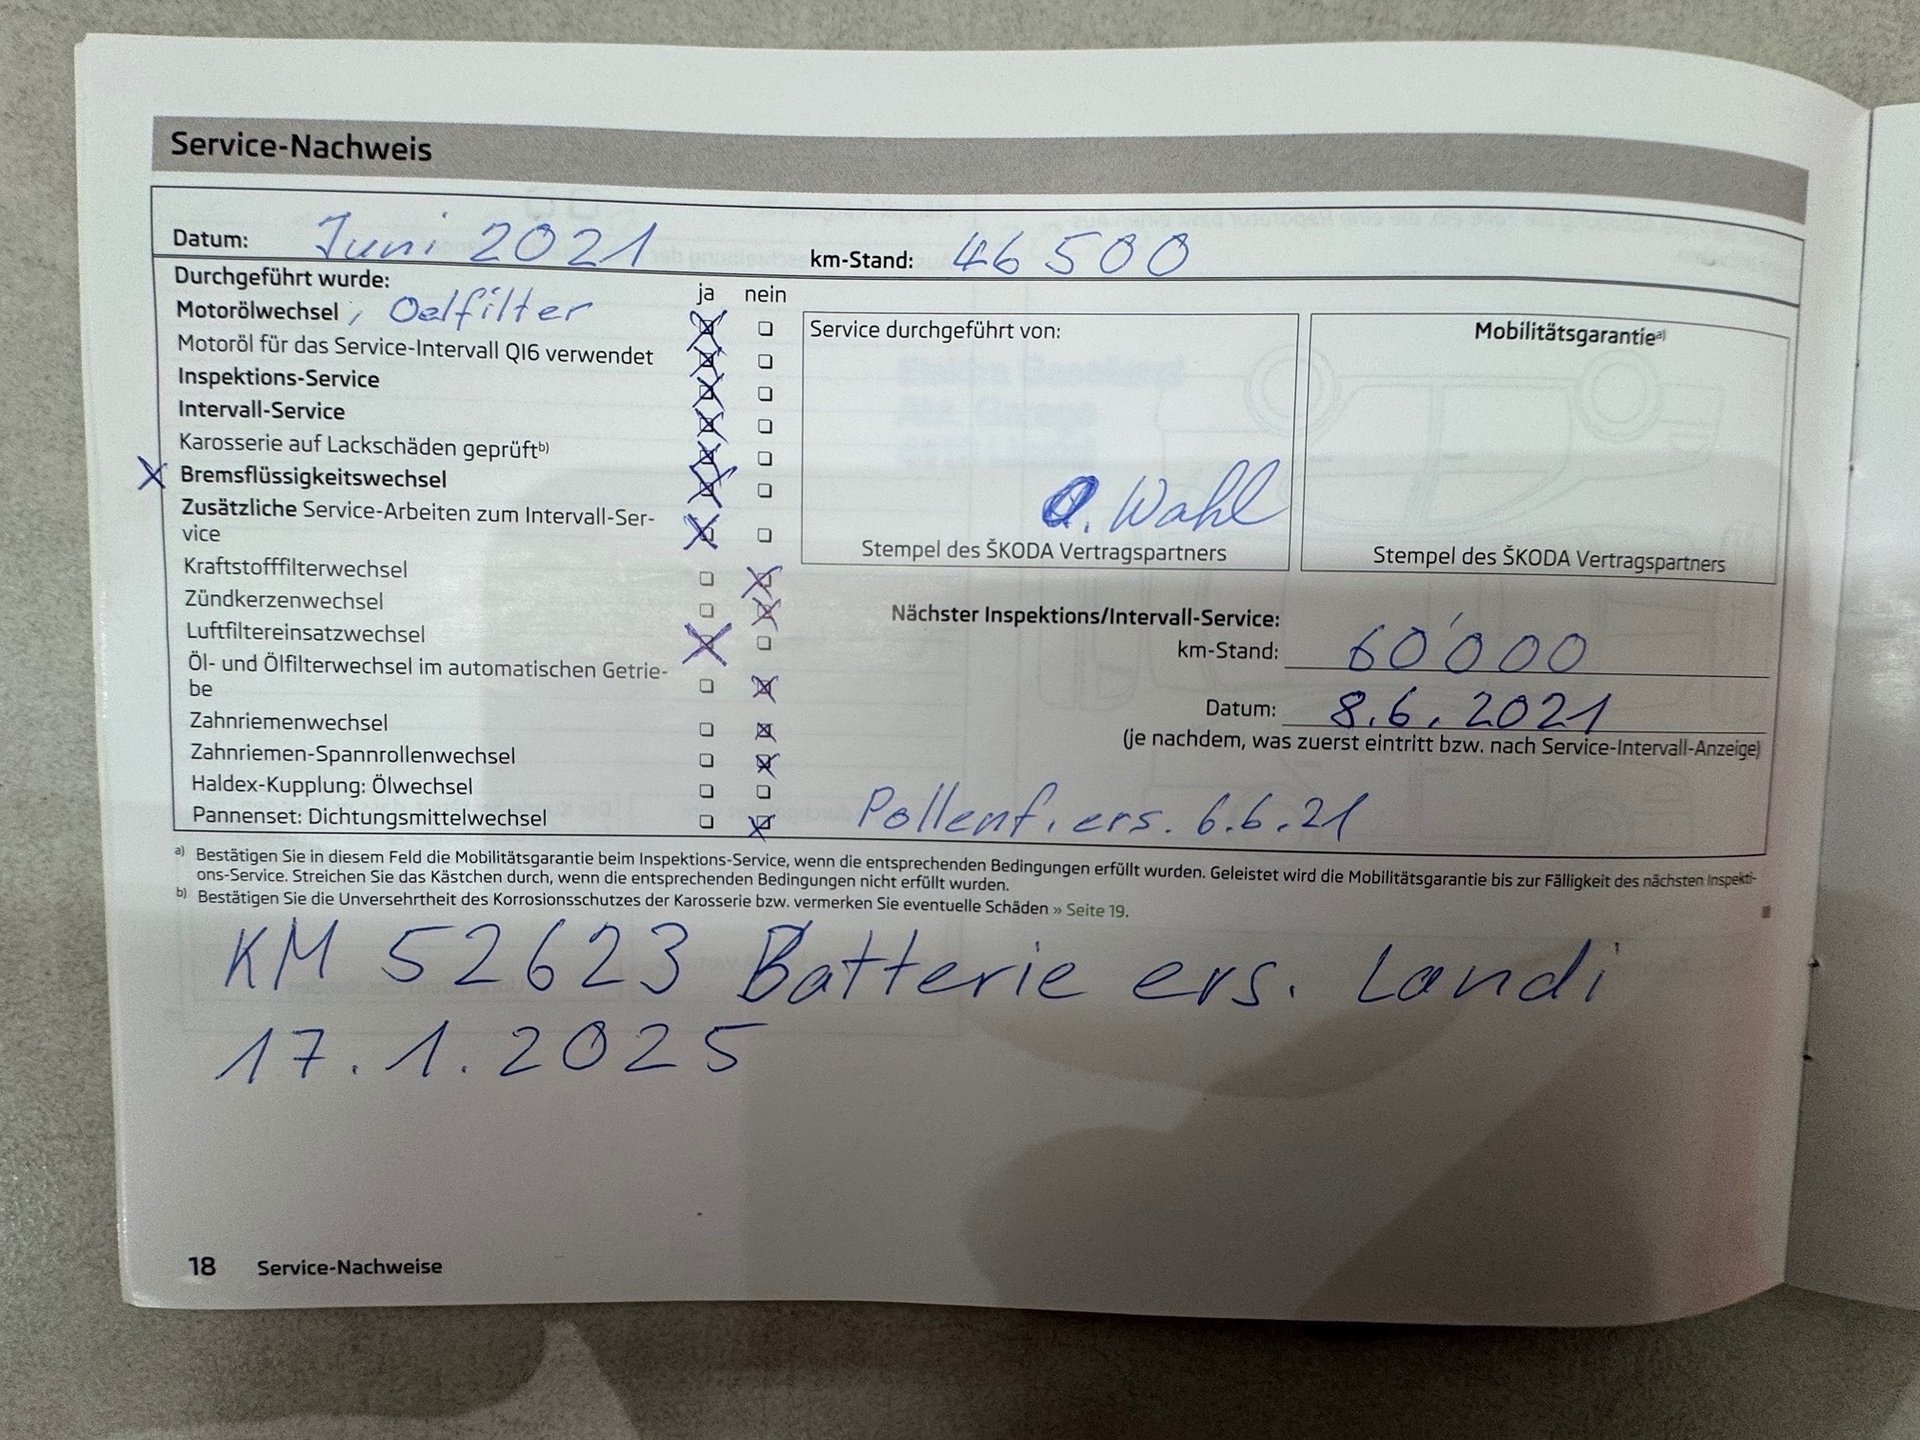 Service-Nachweis
Datum: Juni 2021 km-Stand: 46 500
Durchgeführt wurde: ja nein
Motorölwechsel, Oelfilter
Motoröl für das Service-Intervall QI6 verwendet
Inspektions-Service
Intervall-Service
Karosserie auf Lackschäden geprüft b)
X Bremsflüssigkeitswechsel
Zusätzliche Service-Arbeiten zum Intervall-Ser-
vice
Kraftstofffilterwechsel
Zündkerzenwechsel
Luftfiltereinsatzwechsel
Öl- und Ölfilterwechsel im automatischen Getrie-
be
Zahnriemenwechsel
Zahnriemen-Spannrollenwechsel
Haldex-Kupplung: Ölwechsel
Pannenset: Dichtungsmittelwechsel
Service durchgeführt von:
Wahl
Stempel des ŠKODA Vertragspartners
Mobilitätsgarantie a)
Stempel des ŠKODA Vertragspartners
Nächster Inspektions/Intervall-Service:
km-Stand: 60'000
Datum: 8.6.2021
(je nachdem, was zuerst eintritt bzw. nach Service-Intervall-Anzeige)
Pollenf. ers. 6.6.21
a) Bestätigen Sie in diesem Feld die Mobilitätsgarantie beim Inspektions-Service, wenn die entsprechenden Bedingungen erfüllt wurden. Geleistet wird die Mobilitätsgarantie bis zur Fälligkeit des nächsten Inspekti-
ons-Service. Streichen Sie das Kästchen durch, wenn die entsprechenden Bedingungen nicht erfüllt wurden.
b) Bestätigen Sie die Unversehrtheit des Korrosionsschutzes der Karosserie bzw. vermerken Sie eventuelle Schäden » Seite 19.
KM 52623 Batterie ers. Landi
17.1.2025
18 Service-Nachweise